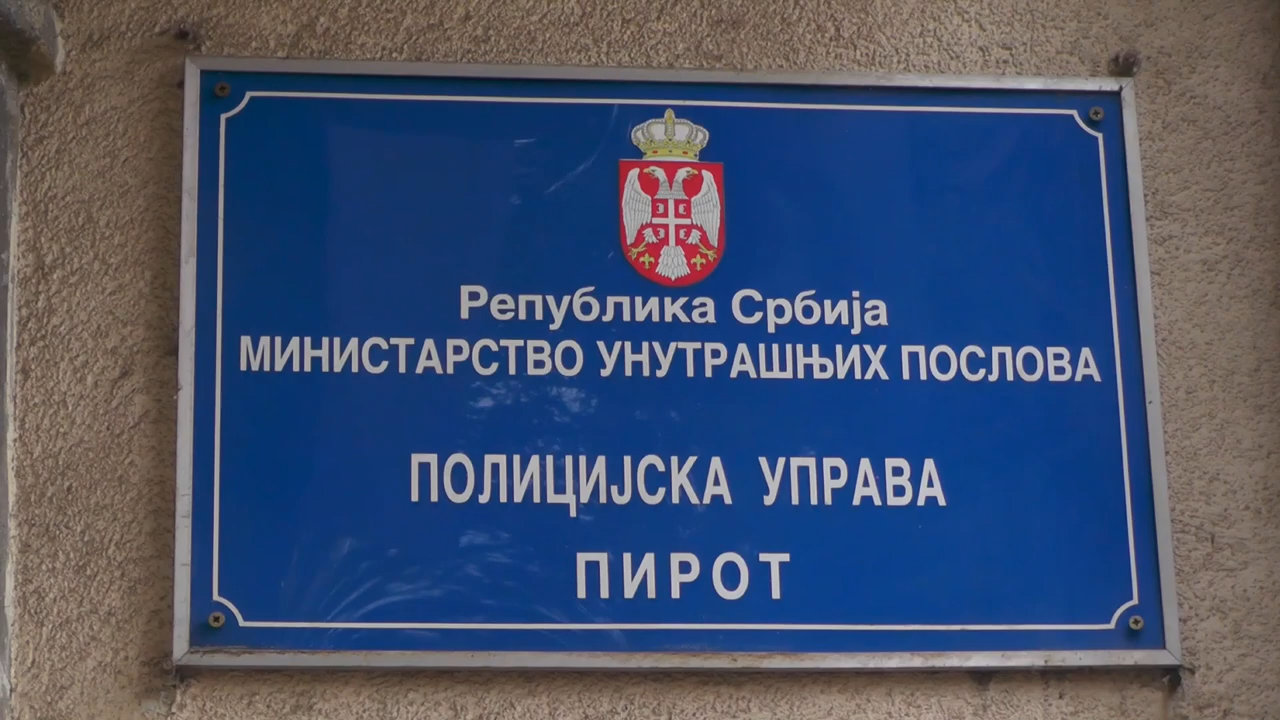 Република Србија
МИНИСТАРСТВО УНУТРАШЊИХ ПОСЛОВА
ПОЛИЦИЈСКА УПРАВА
ПИРОТ